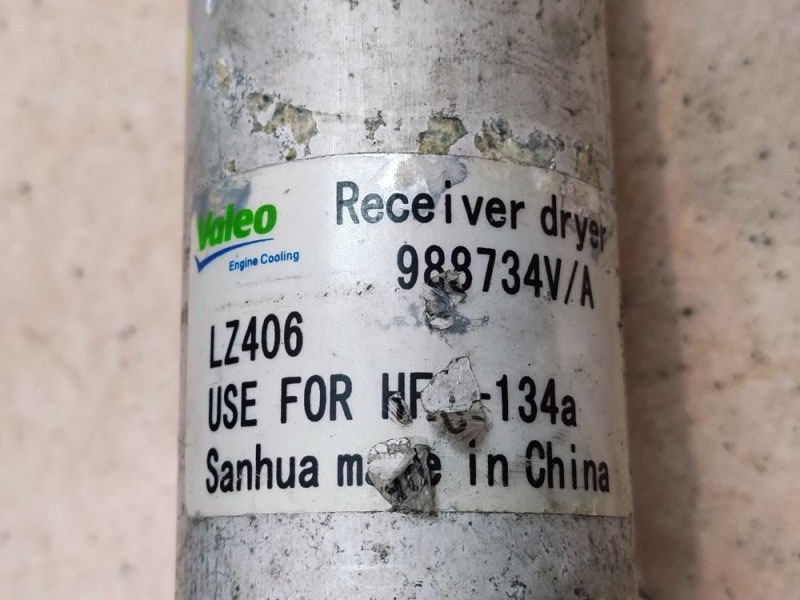 Valeo
Engine Cooling
Receiver dryer
988734V/A
LZ406
USE FOR -134a
Sanhua in China